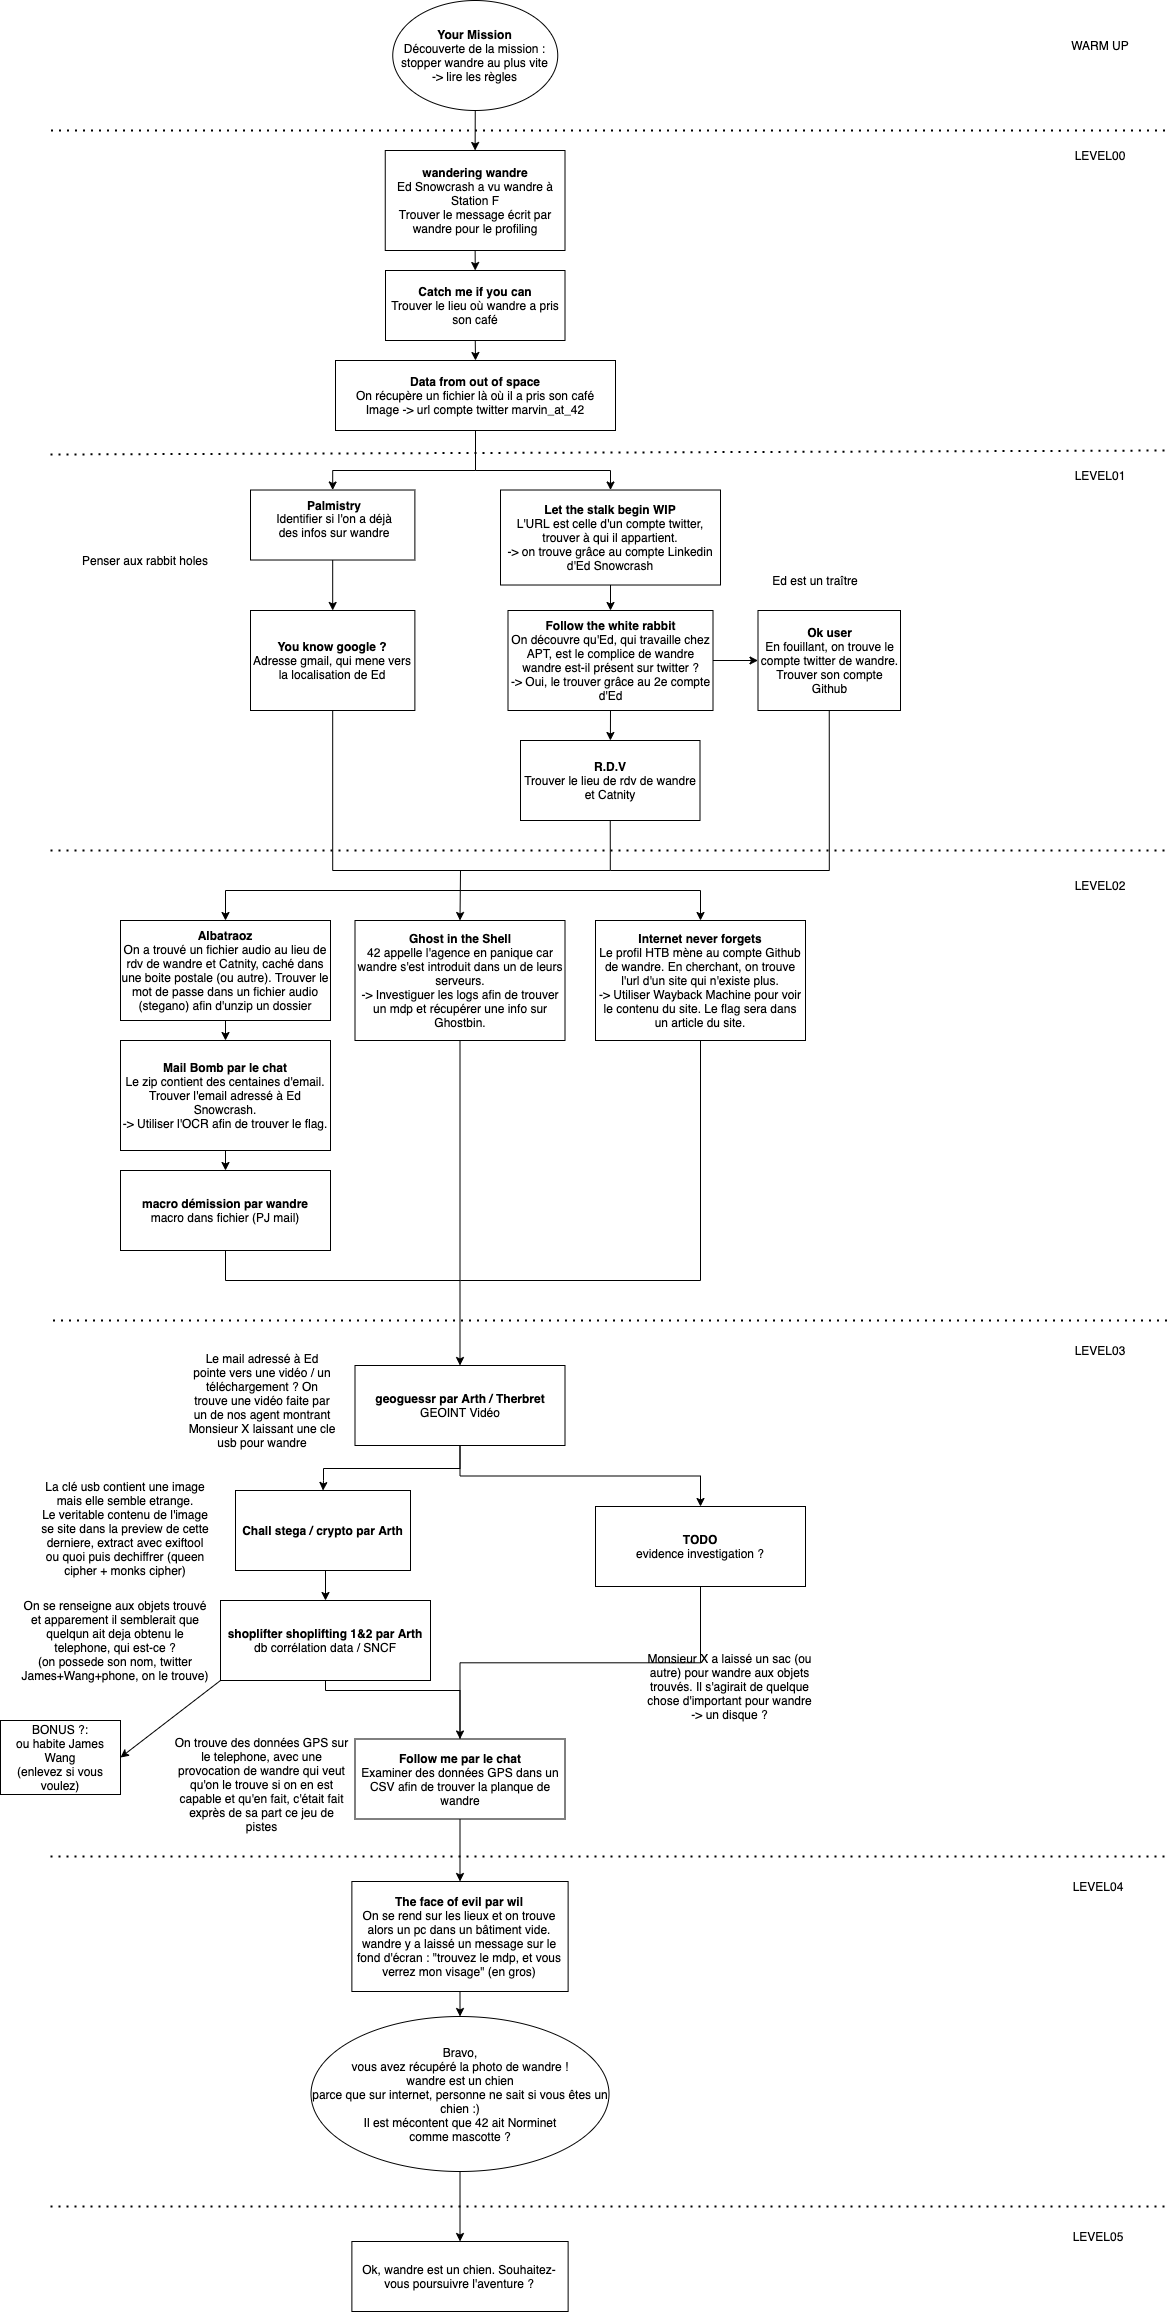 Your Mission
Découverte de la mission :
stopper wandre au plus vite
-> lire les règles
WARM UP
LEVEL00
wandering wandre
Ed Snowcrash a vu wandre à
Station F
Trouver le message écrit par
wandre pour le profiling
Catch me if you can
Trouver le lieu où wandre a pris
son café
Data from out of space
On récupère un fichier là où il a pris son café
Image -> url compte twitter marvin_at_42
LEVEL01
Palmistry
Identifier si l'on a déjà
des infos sur wandre
Let the stalk begin WIP
L'URL est celle d'un compte twitter,
trouver à qui il appartient.
-> on trouve grâce au compte Linkedin
d'Ed Snowcrash
Penser aux rabbit holes
Ed est un traître
You know google ?
Adresse gmail, qui mene vers
la localisation de Ed
Follow the white rabbit
On découvre qu'Ed, qui travaille chez
APT, est le complice de wandre
wandre est-il présent sur twitter ?
-> Oui, le trouver grâce au 2e compte
d'Ed
Ok user
En fouillant, on trouve le
compte twitter de wandre.
Trouver son compte
Github
R.D.V
Trouver le lieu de rdv de wandre
et Catnity
LEVEL02
Albatraoz
On a trouvé un fichier audio au lieu de
rdv de wandre et Catnity, caché dans
une boite postale (ou autre). Trouver le
mot de passe dans un fichier audio
(stegano) afin d'unzip un dossier
Ghost in the Shell
42 appelle l'agence en panique car
wandre s'est introduit dans un de leurs
serveurs.
-> Investiguer les logs afin de trouver
un mdp et récupérer une info sur
Ghostbin.
Internet never forgets
Le profil HTB mène au compte Github
de wandre. En cherchant, on trouve
l'url d'un site qui n'existe plus.
-> Utiliser Wayback Machine pour voir
le contenu du site. Le flag sera dans
un article du site.
Mail Bomb par le chat
Le zip contient des centaines d'email.
Trouver l'email adressé à Ed
Snowcrash.
-> Utiliser l'OCR afin de trouver le flag.
macro démission par wandre
macro dans fichier (PJ mail)
LEVEL03
Le mail adressé à Ed
pointe vers une vidéo / un
téléchargement ? On
trouve une vidéo faite par
un de nos agent montrant
Monsieur X laissant une cle
usb pour wandre
geoguessr par Arth / Therbret
GEOINT Vidéo
La clé usb contient une image
mais elle semble etrange.
Le veritable contenu de l'image
se site dans la preview de cette
derniere, extract avec exiftool
ou quoi puis dechiffrer (queen
cipher + monks cipher)
Chall stega / crypto par Arth
TODO
evidence investigation ?
On se renseigne aux objets trouvé
et apparement il semblerait que
quelqun ait deja obtenu le
telephone, qui est-ce ?
(on possede son nom, twitter
James+Wang+phone, on le trouve)
shoplifter shoplifting 1&2 par Arth
db corrélation data / SNCF
Monsieur X a laissé un sac (ou
autre) pour wandre aux objets
trouvés. Il s'agirait de quelque
chose d'important pour wandre
-> un disque ?
BONUS ?:
ou habite James
Wang
(enlevez si vous
voulez)
On trouve des données GPS sur
le telephone, avec une
provocation de wandre qui veut
qu'on le trouve si on en est
capable et qu'en fait, c'était fait
exprès de sa part ce jeu de
pistes
Follow me par le chat
Examiner des données GPS dans un
CSV afin de trouver la planque de
wandre
LEVEL04
The face of evil par wil
On se rend sur les lieux et on trouve
alors un pc dans un bâtiment vide.
wandre y a laissé un message sur le
fond d'écran : "trouvez le mdp, et vous
verrez mon visage" (en gros)
Bravo,
vous avez récupéré la photo de wandre !
wandre est un chien
parce que sur internet, personne ne sait si vous êtes un
chien :)
Il est mécontent que 42 ait Norminet
comme mascotte ?
LEVEL05
Ok, wandre est un chien. Souhaitez-
vous poursuivre l'aventure ?